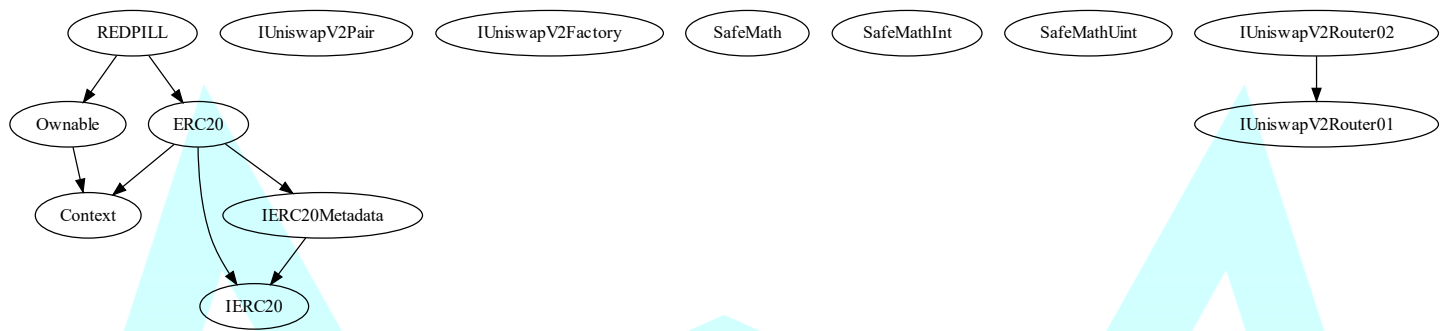 REDPILL
IUniswapV2Pair
IUniswapV2Factory
SafeMath
SafeMathInt
SafeMathUint
IUniswapV2Router02
Ownable
ERC20
IUniswapV2Router01
Context
IERC20Metadata
IERC20